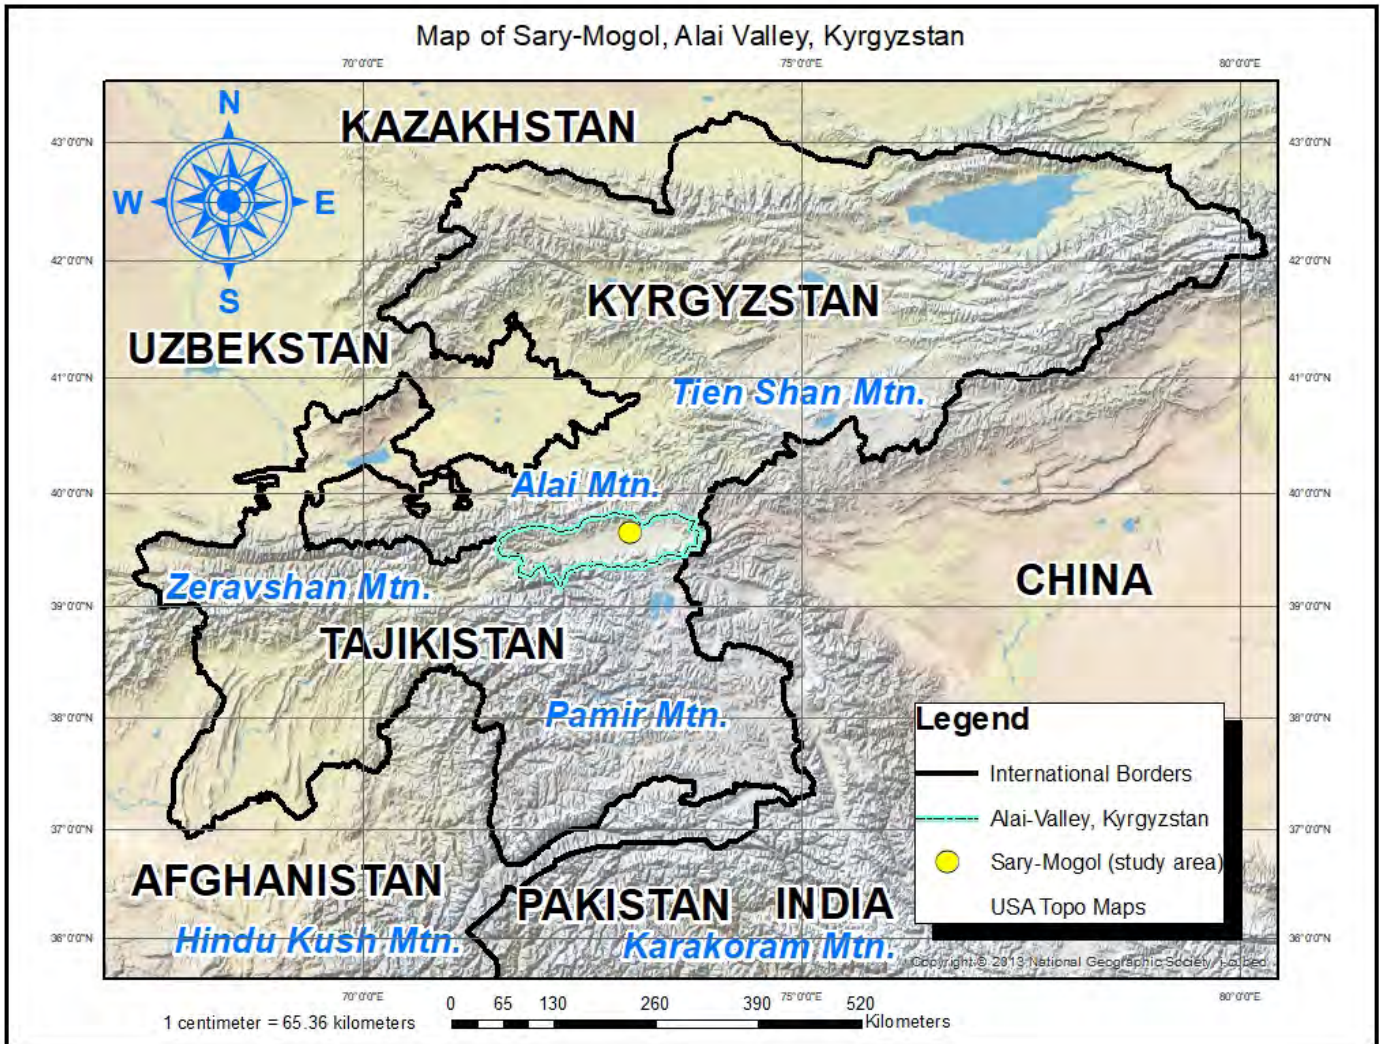 Map of Sary-Mogol, Alai Valley, Kyrgyzstan
70°0'0"E 75°0'0"E 80°0'0"E
N
W E
S
KAZAKHSTAN
43°0'0"N 43°0'0"N
42°0'0"N 42°0'0"N
KYRGYZSTAN
UZBEKSTAN
41°0'0"N 41°0'0"N
Tien Shan Mtn.
Alai Mtn.
40°0'0"N 40°0'0"N
CHINA
Zeravshan Mtn.
39°0'0"N 39°0'0"N
TAJIKISTAN
Pamir Mtn.
38°0'0"N 38°0'0"N
Legend
International Borders
Alai-Valley, Kyrgyzstan
Sary-Mogol (study area)
USA Topo Maps
37°0'0"N 37°0'0"N
AFGHANISTAN
PAKISTAN INDIA
Hindu Kush Mtn.
Karakoram Mtn.
36°0'0"N 36°0'0"N
Copyright:© 2013 National Geographic Society, i-cubed
70°0'0"E 75°0'0"E 80°0'0"E
1 centimeter = 65.36 kilometers
0 65 130 260 390 520
Kilometers